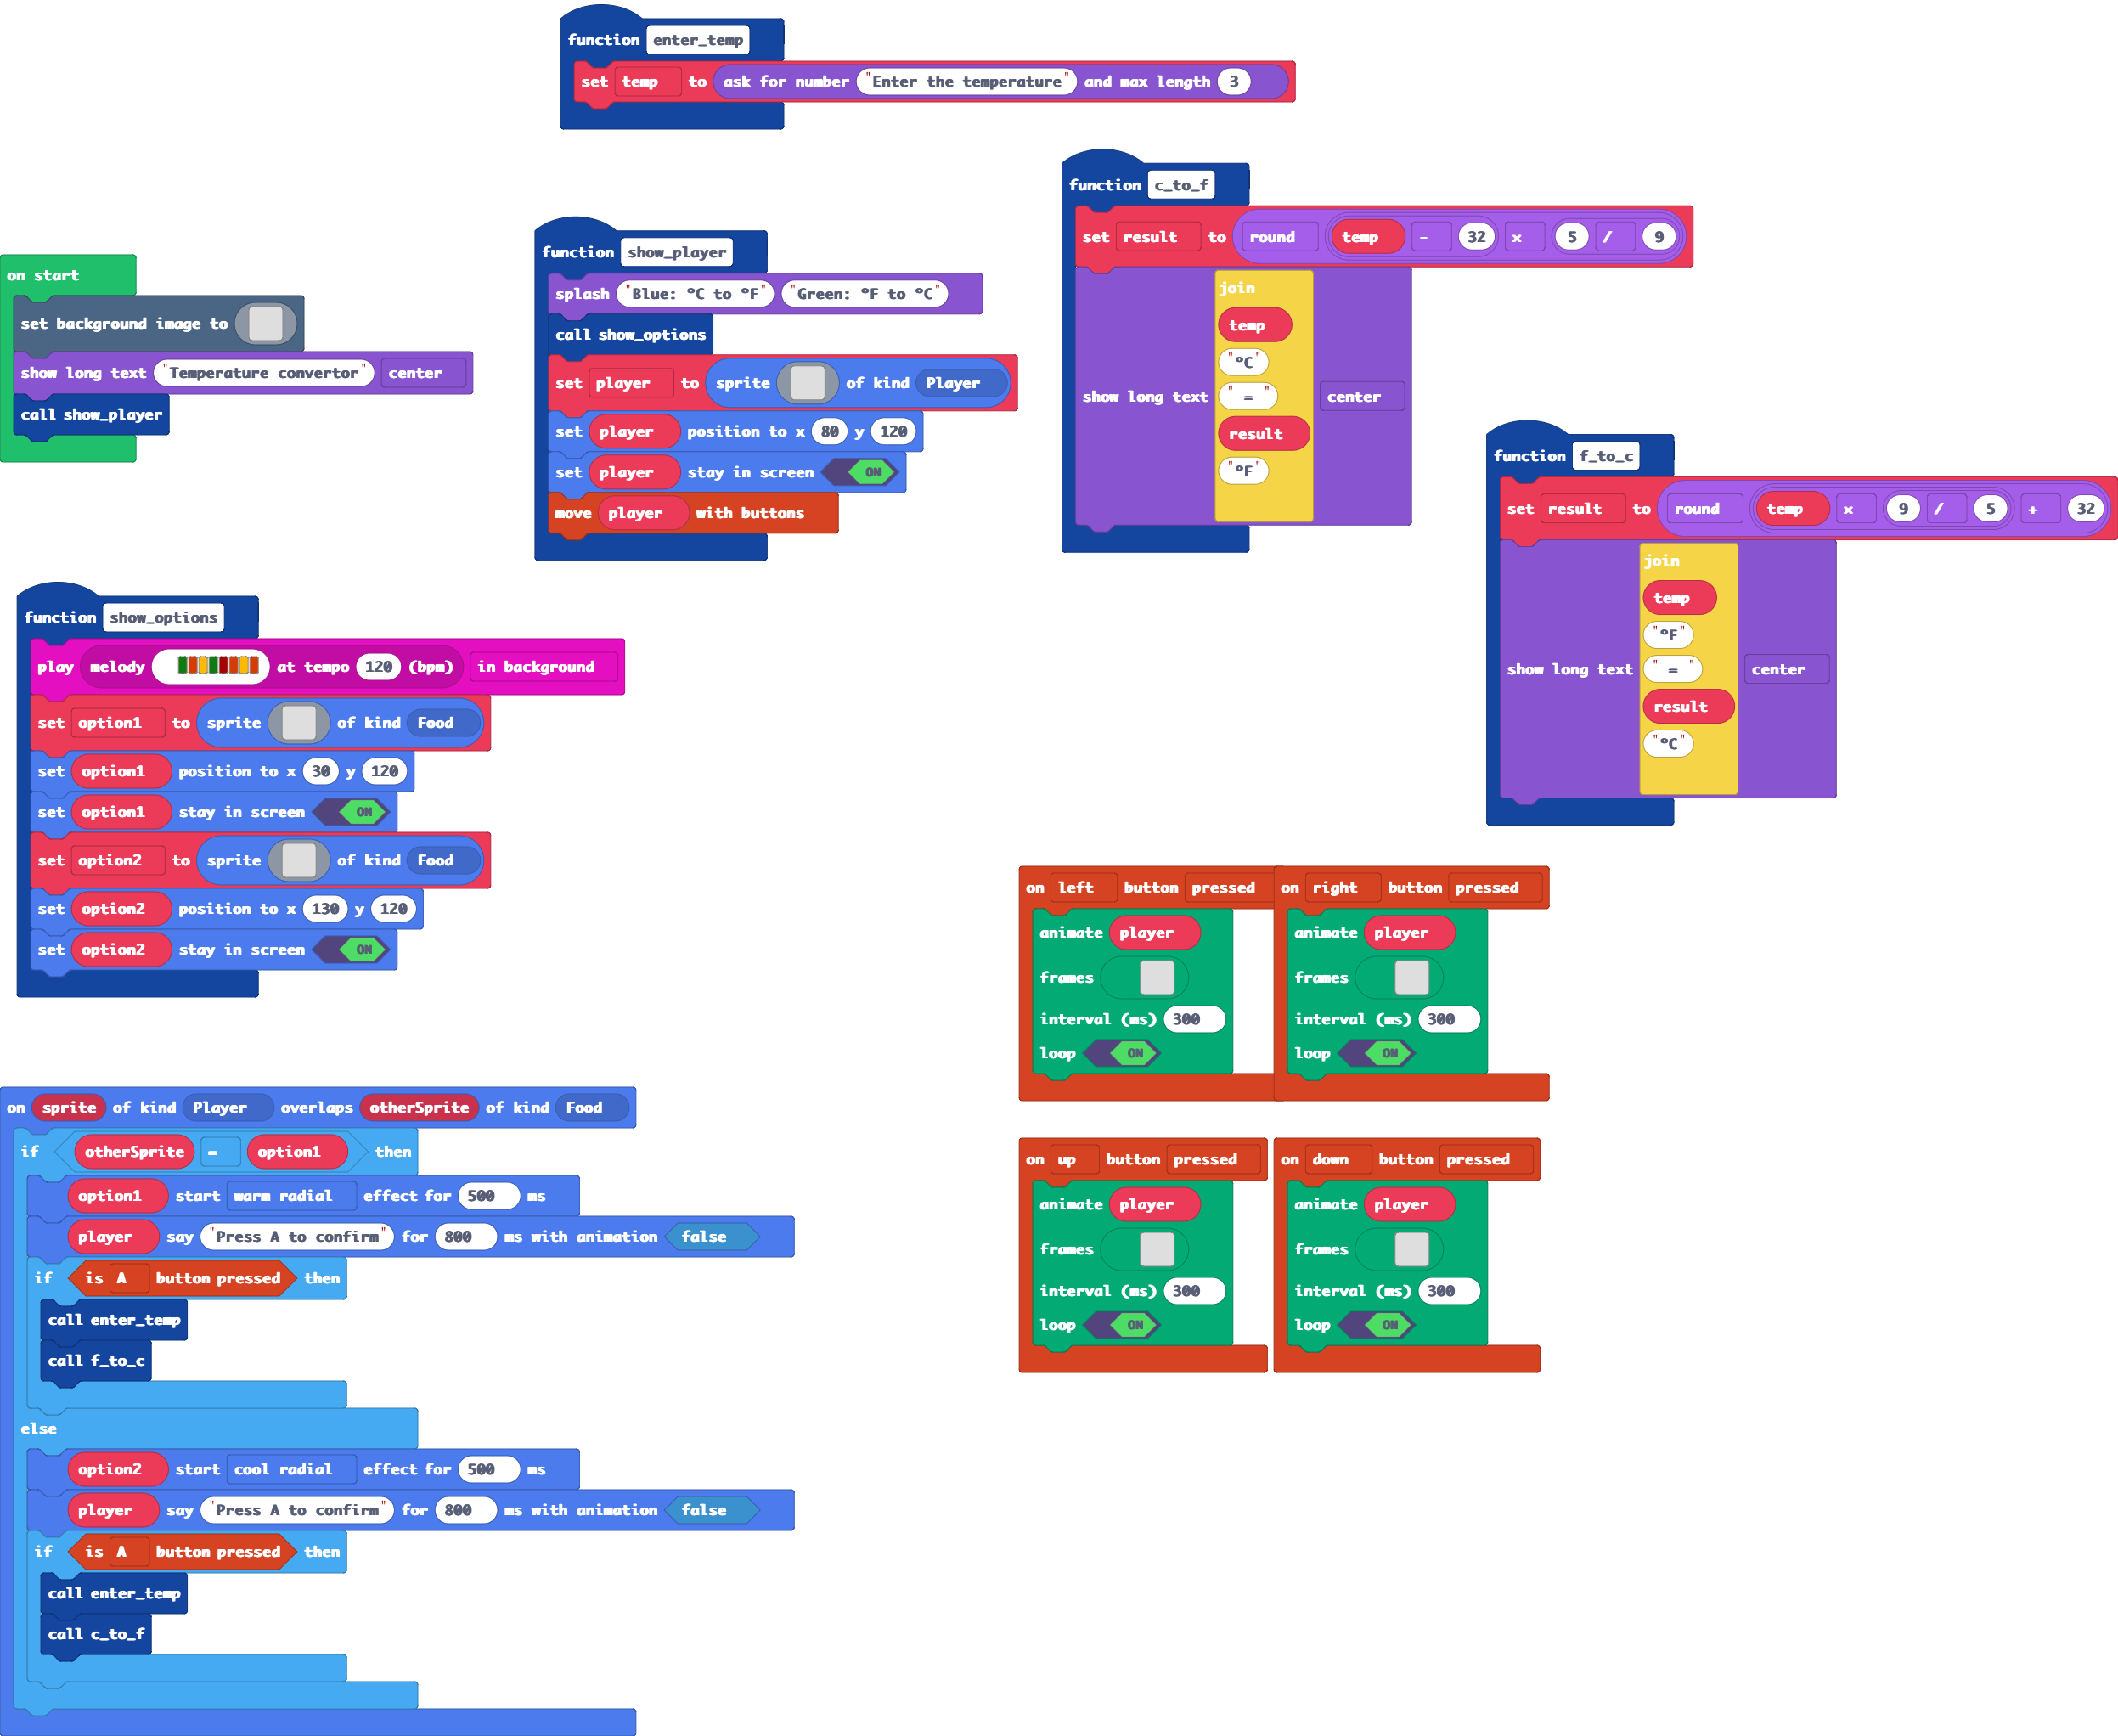 function enter_temp
set temp to ask for number "Enter the temperature" and max length 3
function c_to_f
set result to round temp - 32 x 5 / 9
show long text join temp "ºC" " = " result "ºF" center
function show_player
splash "Blue: ºC to ºF" "Green: ºF to ºC"
call show_options
set player to sprite of kind Player
set player position to x 80 y 120
set player stay in screen ON
move player with buttons
on start
set background image to
show long text "Temperature convertor" center
call show_player
function f_to_c
set result to round temp x 9 / 5 + 32
show long text join temp "ºF" " = " result "ºC" center
function show_options
play melody at tempo 120 (bpm) in background
set option1 to sprite of kind Food
set option1 position to x 30 y 120
set option1 stay in screen ON
set option2 to sprite of kind Food
set option2 position to x 130 y 120
set option2 stay in screen ON
on left button pressed
animate player
frames
interval (ms) 300
loop ON
on right button pressed
animate player
frames
interval (ms) 300
loop ON
on up button pressed
animate player
frames
interval (ms) 300
loop ON
on down button pressed
animate player
frames
interval (ms) 300
loop ON
on sprite of kind Player overlaps otherSprite of kind Food
if otherSprite = option1 then
option1 start warm radial effect for 500 ms
player say "Press A to confirm" for 800 ms with animation false
if is A button pressed then
call enter_temp
call f_to_c
else
option2 start cool radial effect for 500 ms
player say "Press A to confirm" for 800 ms with animation false
if is A button pressed then
call enter_temp
call c_to_f